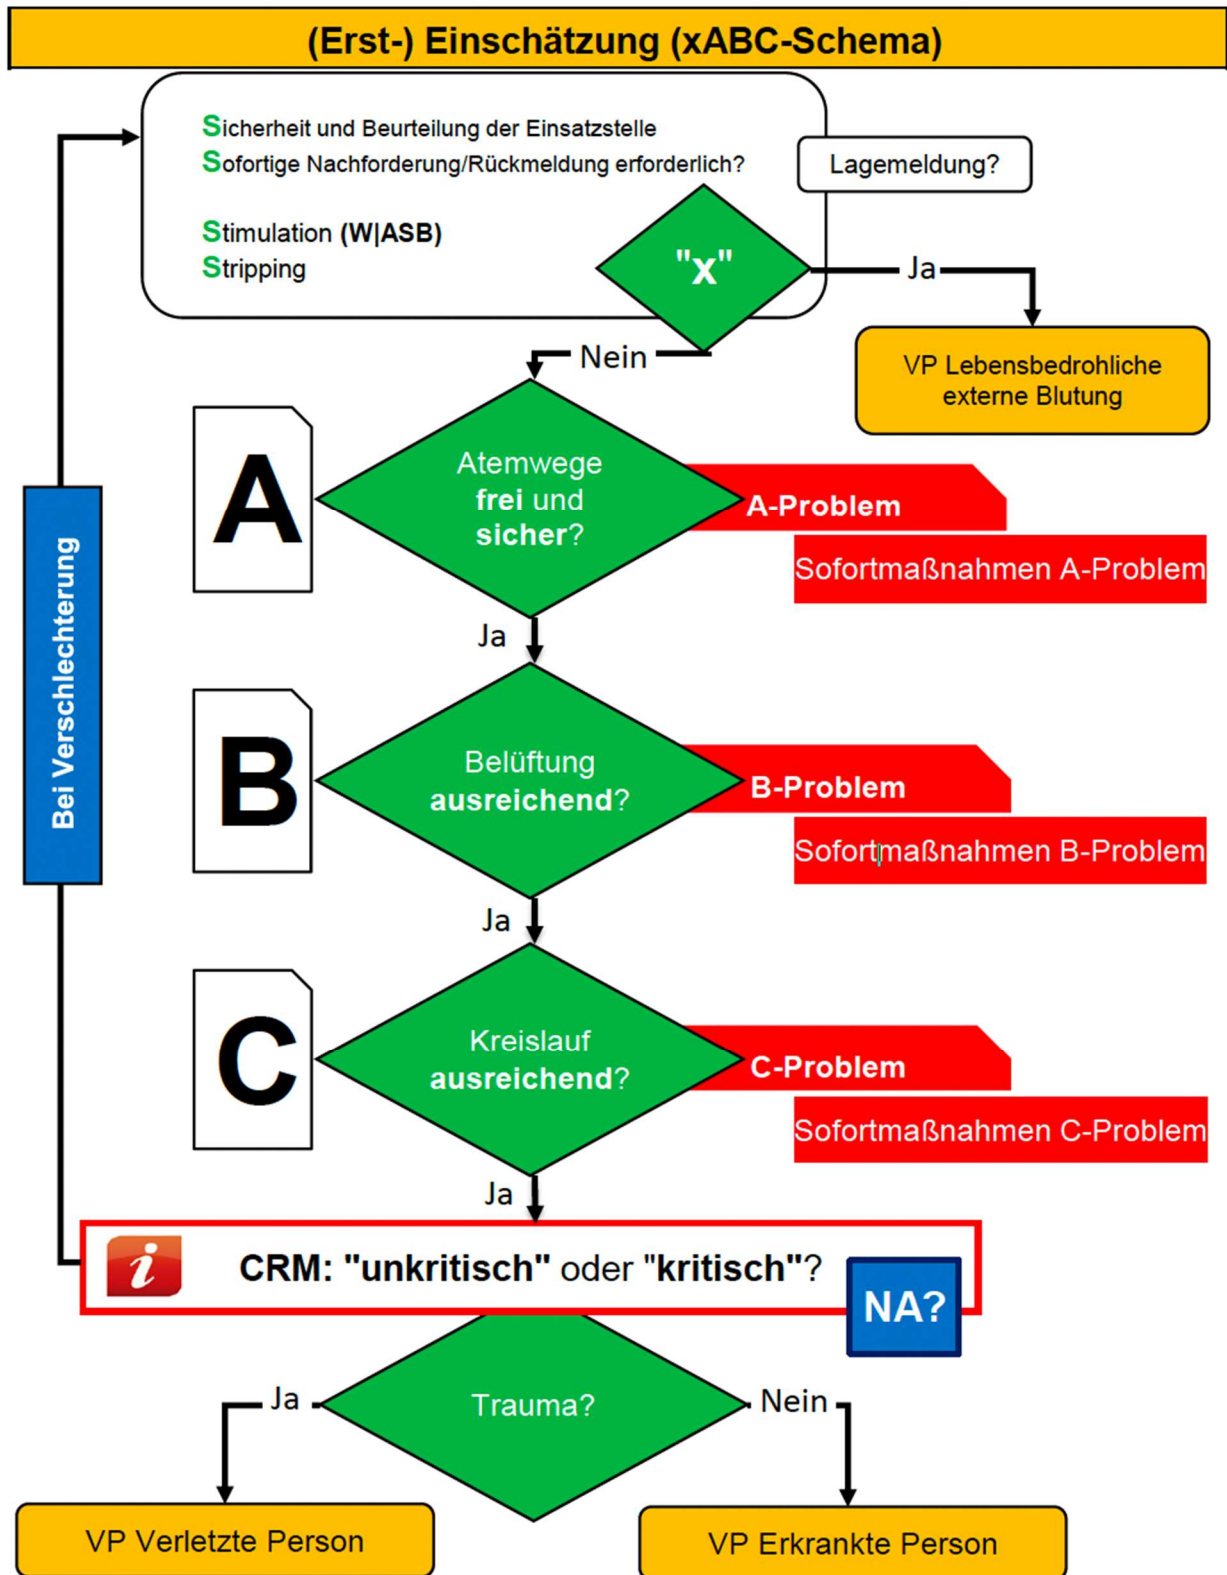 (Erst-) Einschätzung (xABC-Schema)
Sicherheit und Beurteilung der Einsatzstelle
Sofortige Nachforderung/Rückmeldung erforderlich?
Lagemeldung?
Stimulation (W|ASB)
Stripping
"x"
Ja
Nein
VP Lebensbedrohliche
externe Blutung
A
Atemwege
frei und
sicher?
A-Problem
Sofortmaßnahmen A-Problem
Bei Verschlechterung
Ja
B
Belüftung
ausreichend?
B-Problem
Sofortmaßnahmen B-Problem
Ja
C
Kreislauf
ausreichend?
C-Problem
Sofortmaßnahmen C-Problem
Ja
i
CRM: "unkritisch" oder "kritisch"?
NA?
Trauma?
Ja
Nein
VP Verletzte Person
VP Erkrankte Person